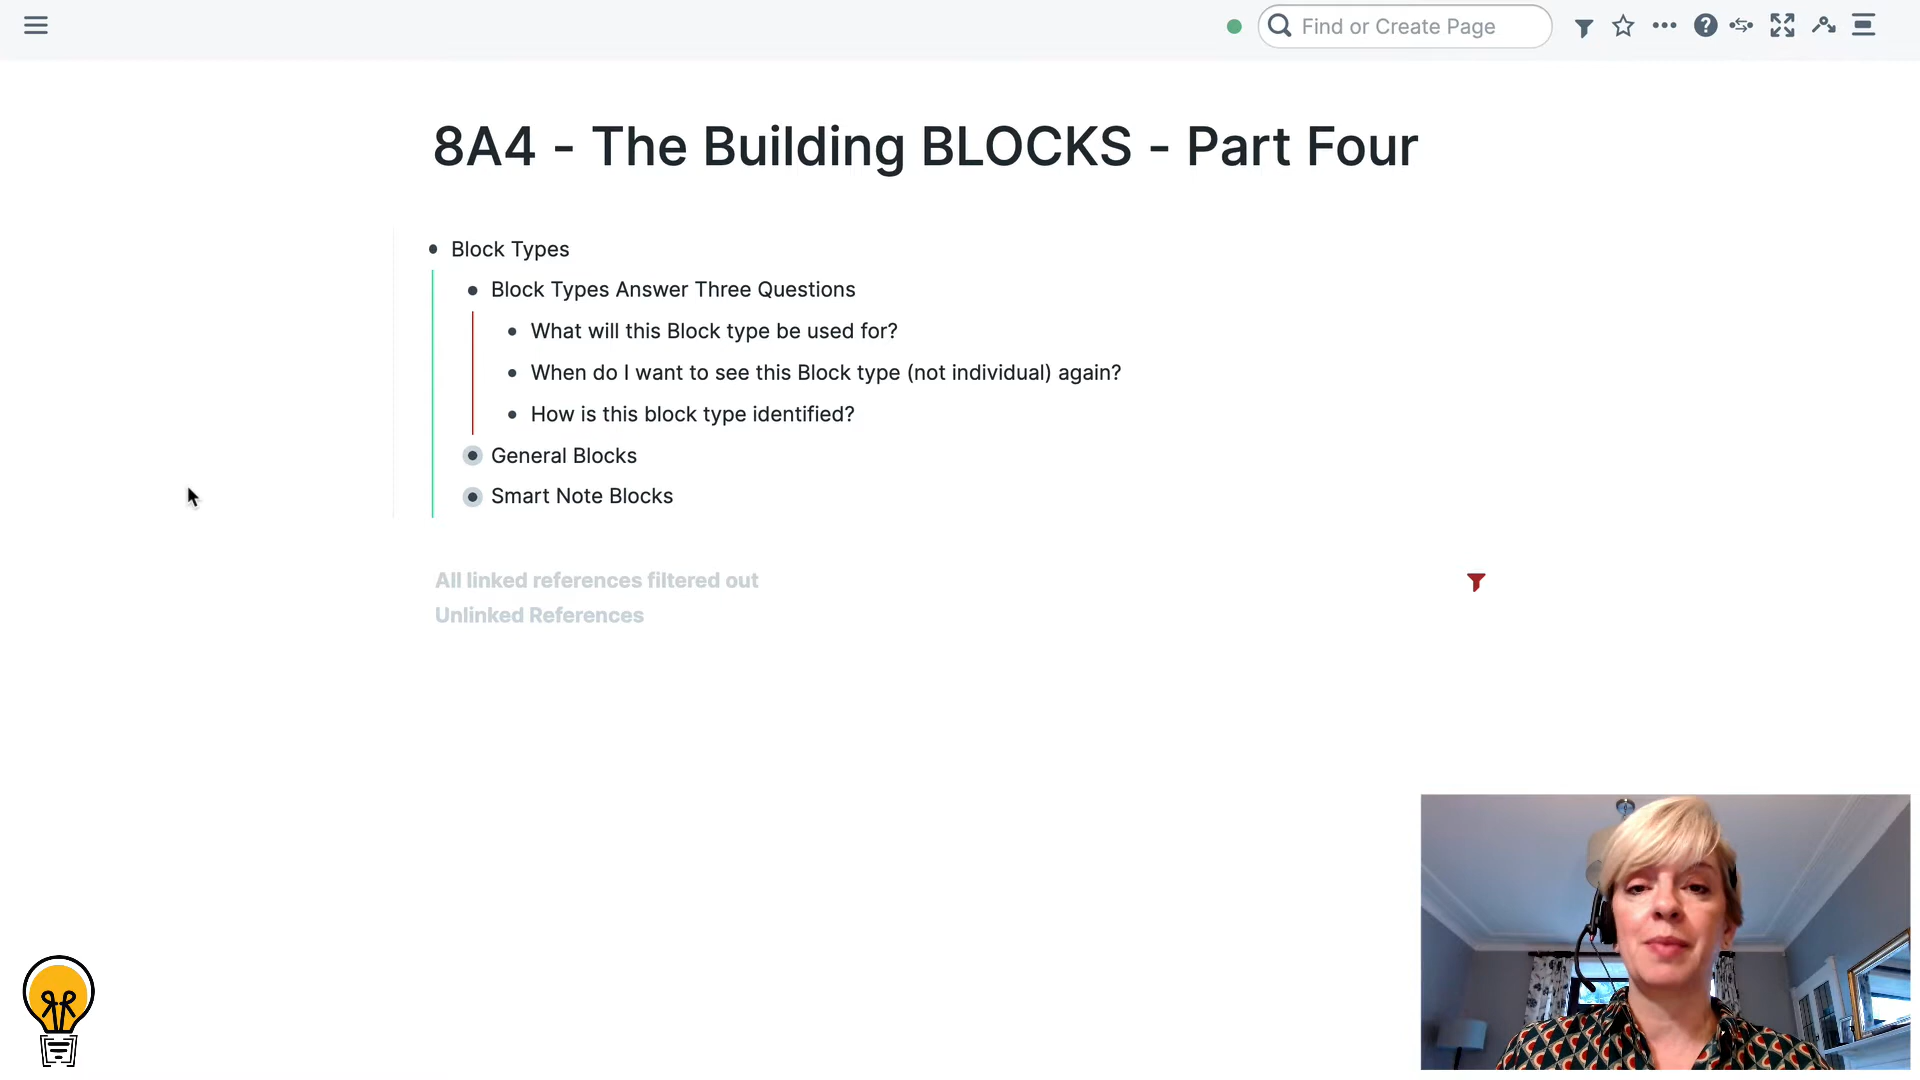 Find or Create Page
8A4 - The Building BLOCKS - Part Four
Block Types
Block Types Answer Three Questions
What will this Block type be used for?
When do I want to see this Block type (not individual) again?
How is this block type identified?
General Blocks
Smart Note Blocks
All linked references filtered out
Unlinked References